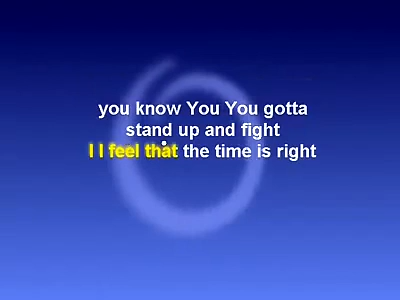 you know You You gotta
stand up and fight
I I feel that the time is right